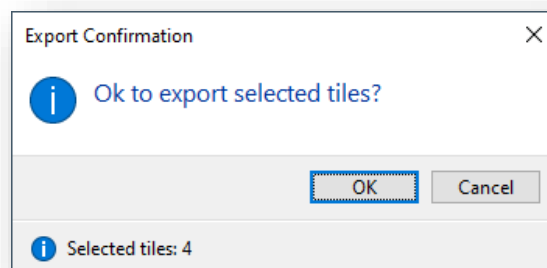 Export Confirmation
Ok to export selected tiles?
OK
Cancel
Selected tiles: 4